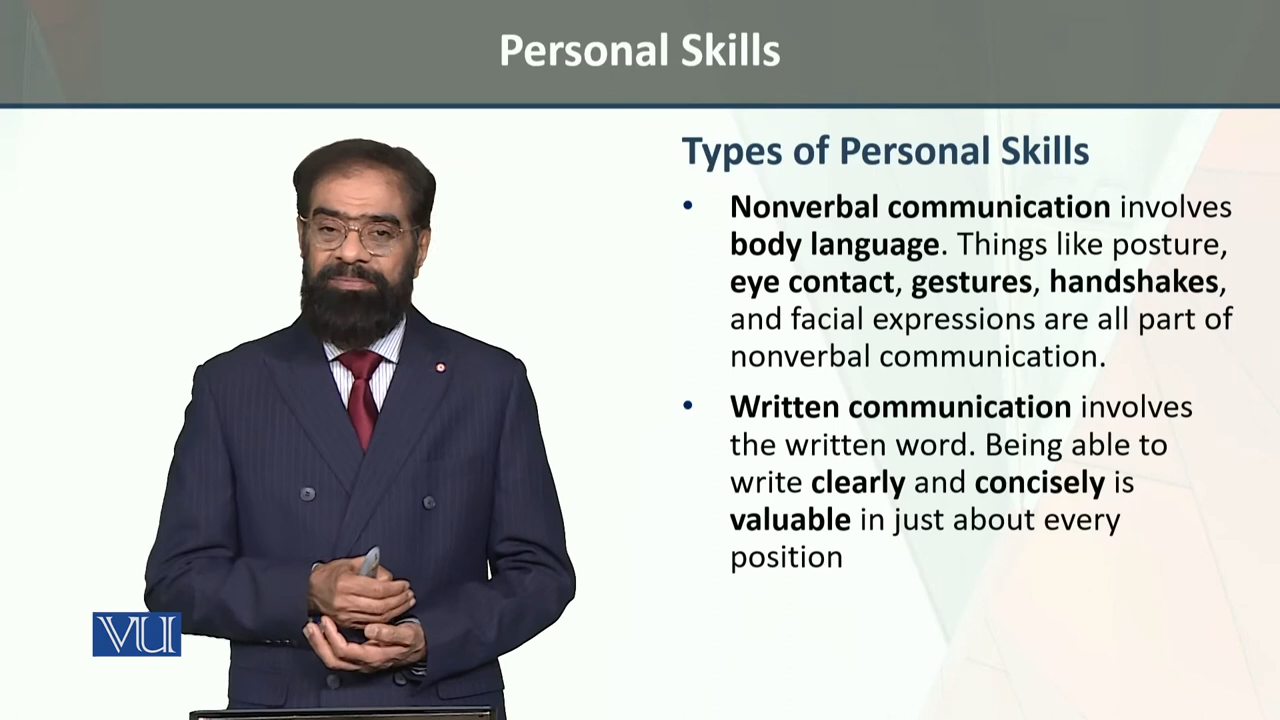 Personal Skills
Types of Personal Skills
• Nonverbal communication involves
body language. Things like posture,
eye contact, gestures, handshakes,
and facial expressions are all part of
nonverbal communication.
• Written communication involves
the written word. Being able to
write clearly and concisely is
valuable in just about every
position
VU